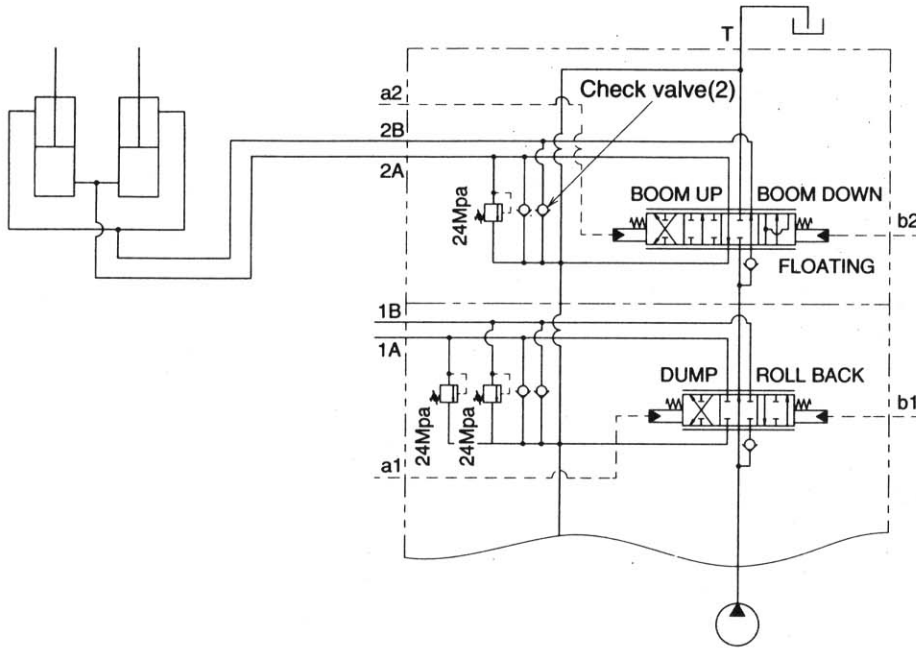 T
a2
Check valve(2)
2B
2A
24Mpa
BOOM UP
BOOM DOWN
b2
FLOATING
1B
1A
24Mpa
24Mpa
DUMP
ROLL BACK
b1
a1